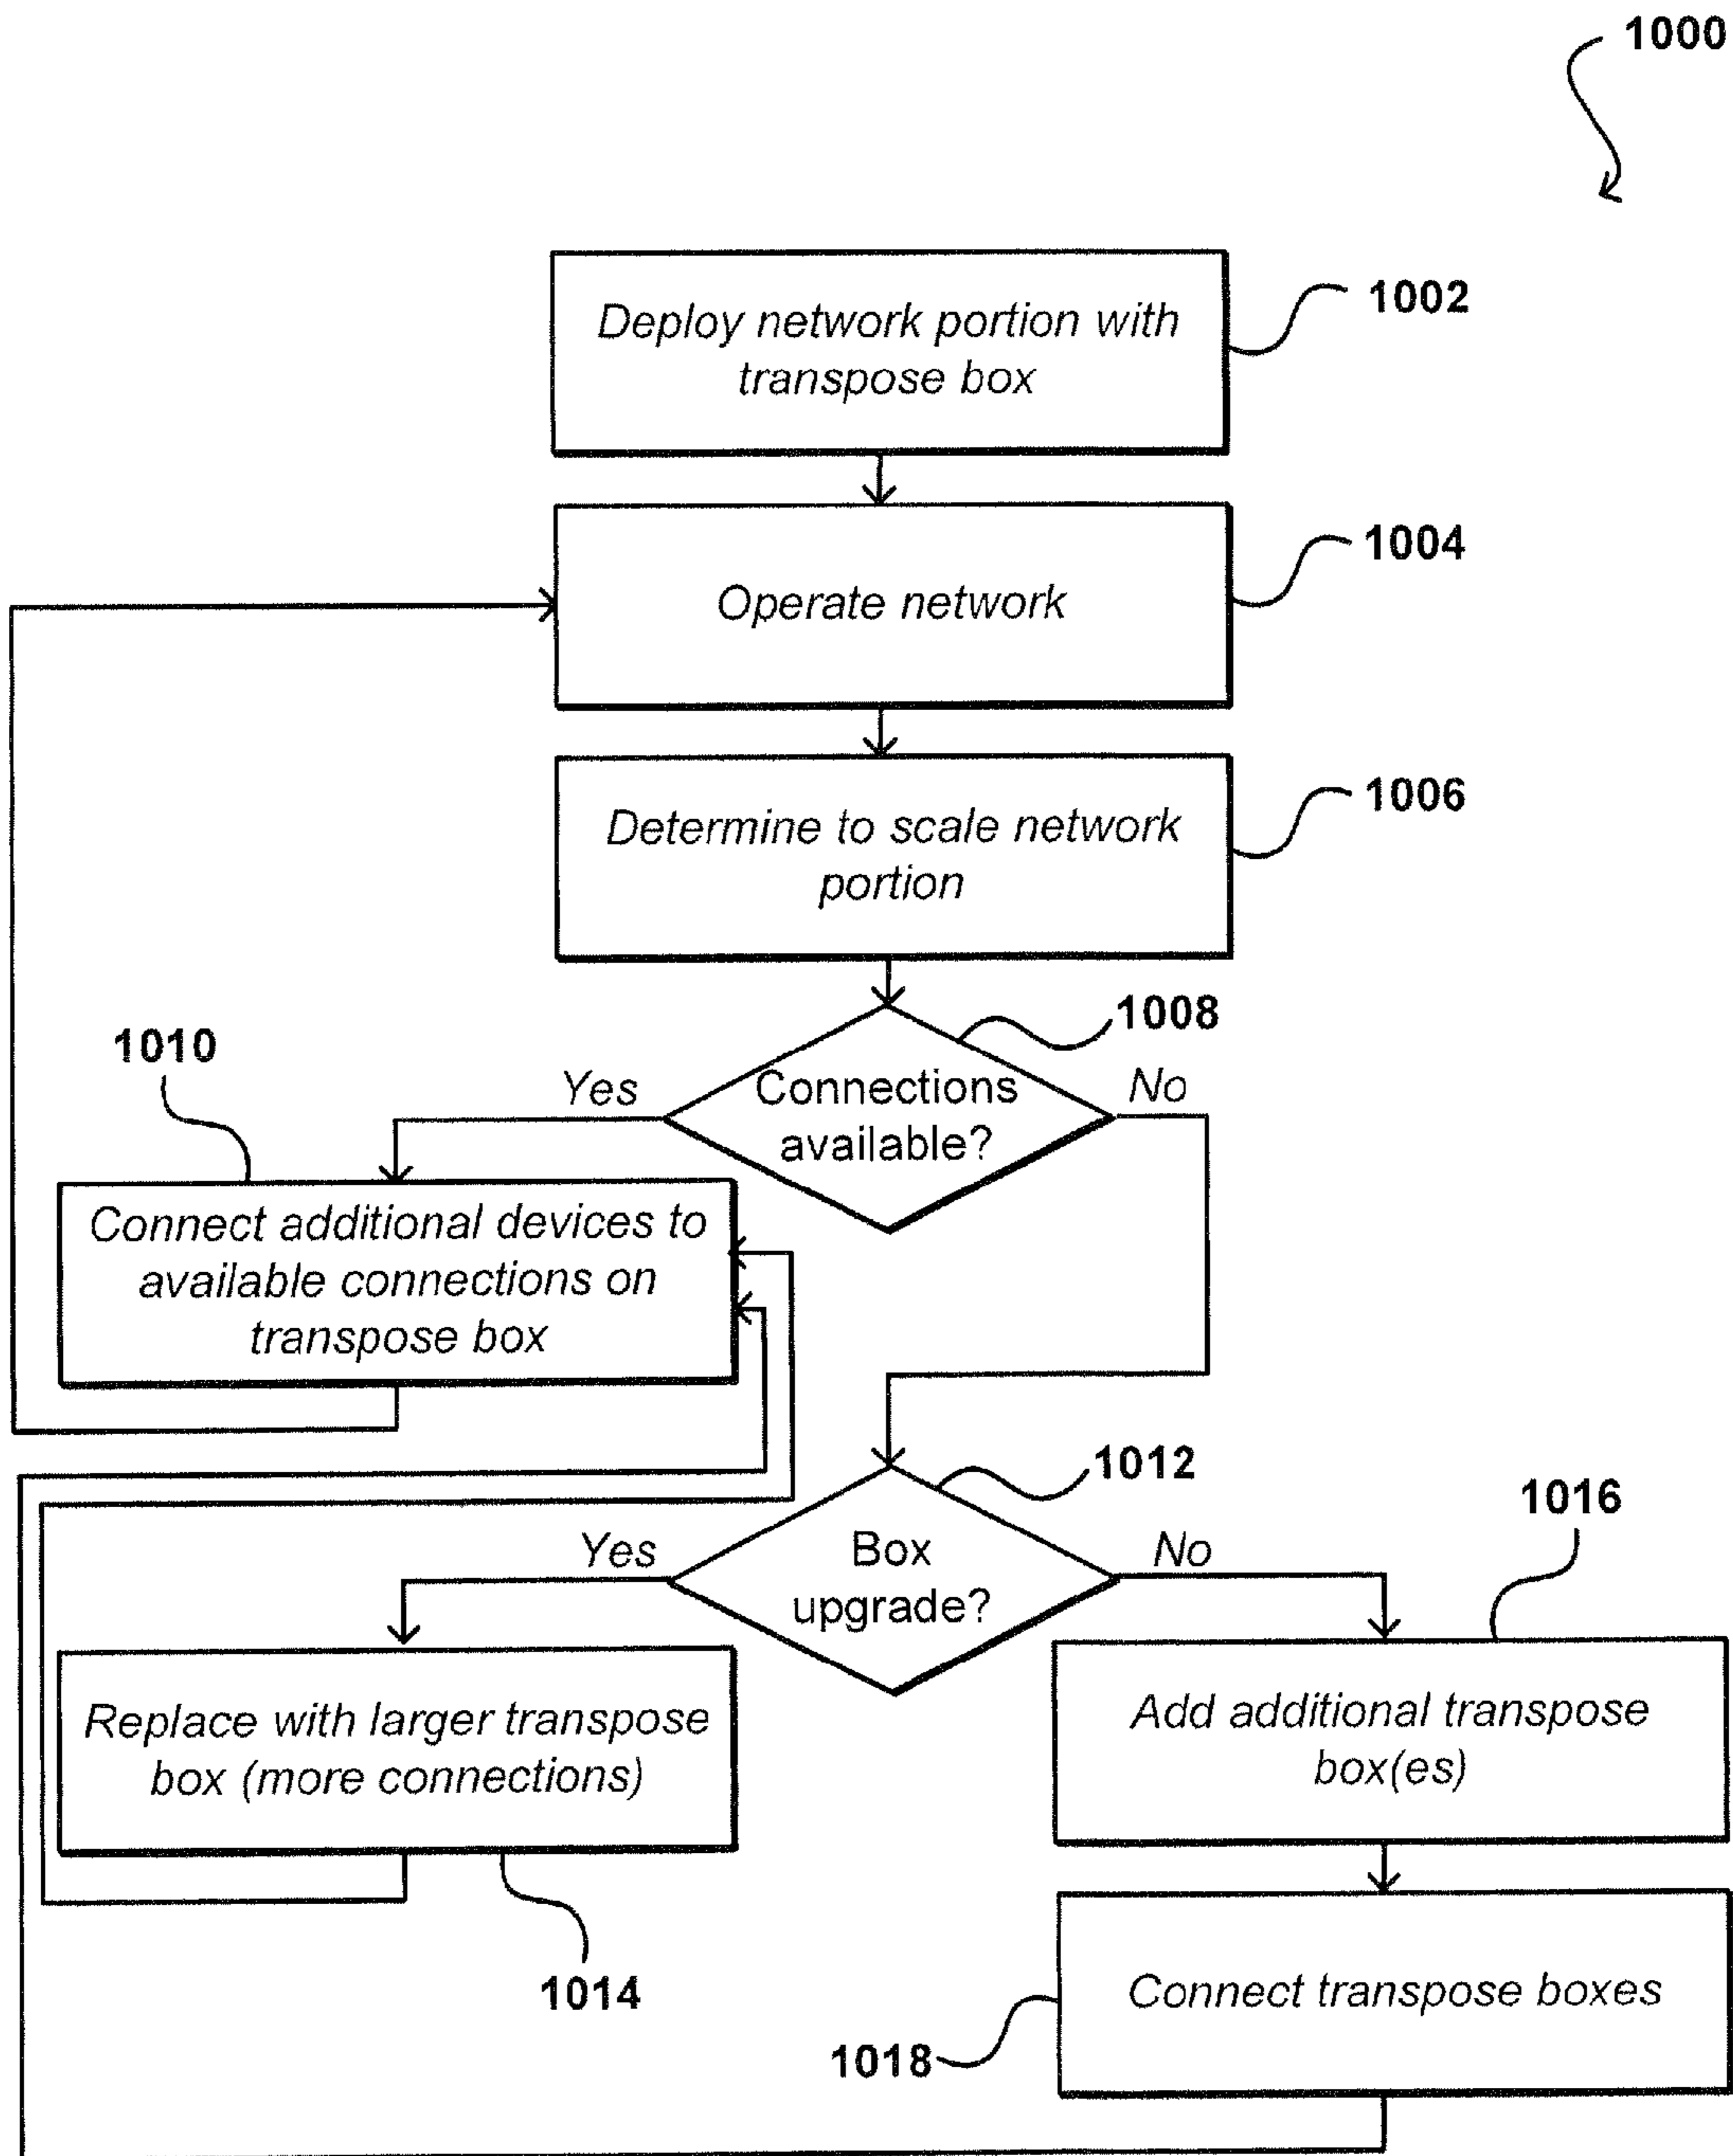 1000
Deploy network portion with
transpose box
1002
Operate network
1004
Determine to scale network
portion
1006
1008
1010
Yes
Connections
available?
No
Connect additional devices to
available connections on
transpose box
1012
1016
Yes
Box
upgrade?
No
Replace with larger transpose
box (more connections)
Add additional transpose
box(es)
1014
Connect transpose boxes
1018